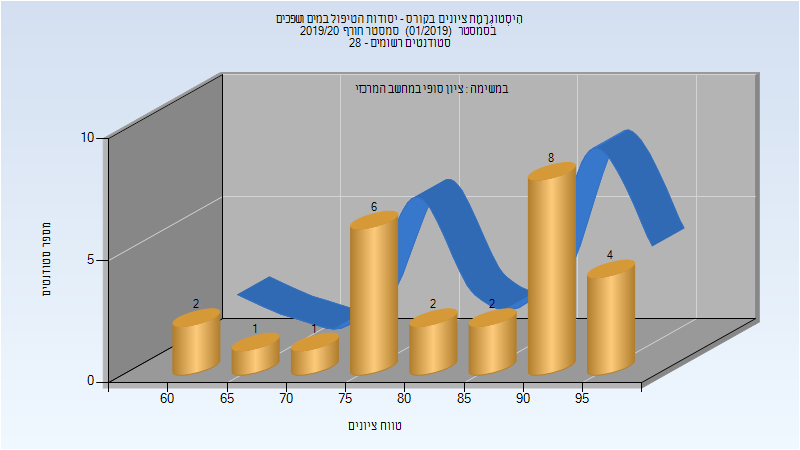 היסטוגרמת ציונים בקורס - יסודות הטיפול במים ושפכים
בסמסטר (01/2019) סמסטר חורף 2019/20
סטודנטים רשומים - 28
במשימה : ציון סופי במחשב המרכזי
10
5
0
מספר סטודנטים
2
1
1
6
2
2
8
4
60 65 70 75 80 85 90 95
טווח ציונים